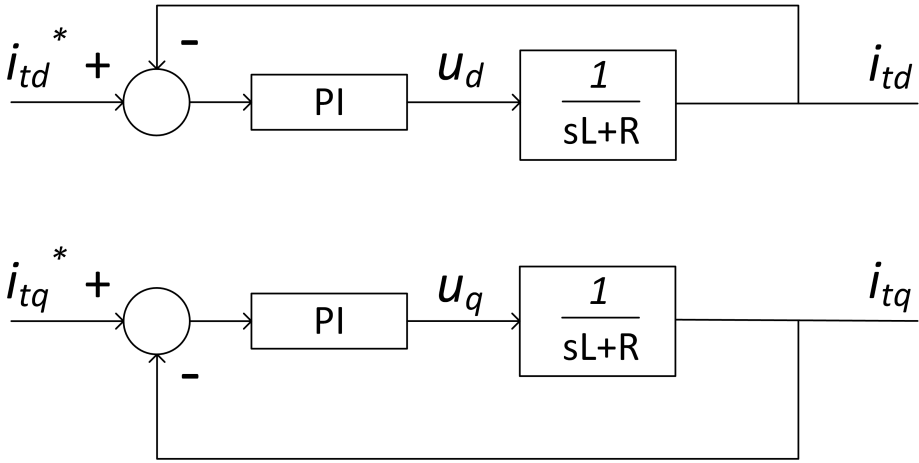 -
i_td* + PI u_d 1 i_td
sL+R
i_tq* + PI u_q 1 i_tq
sL+R
-